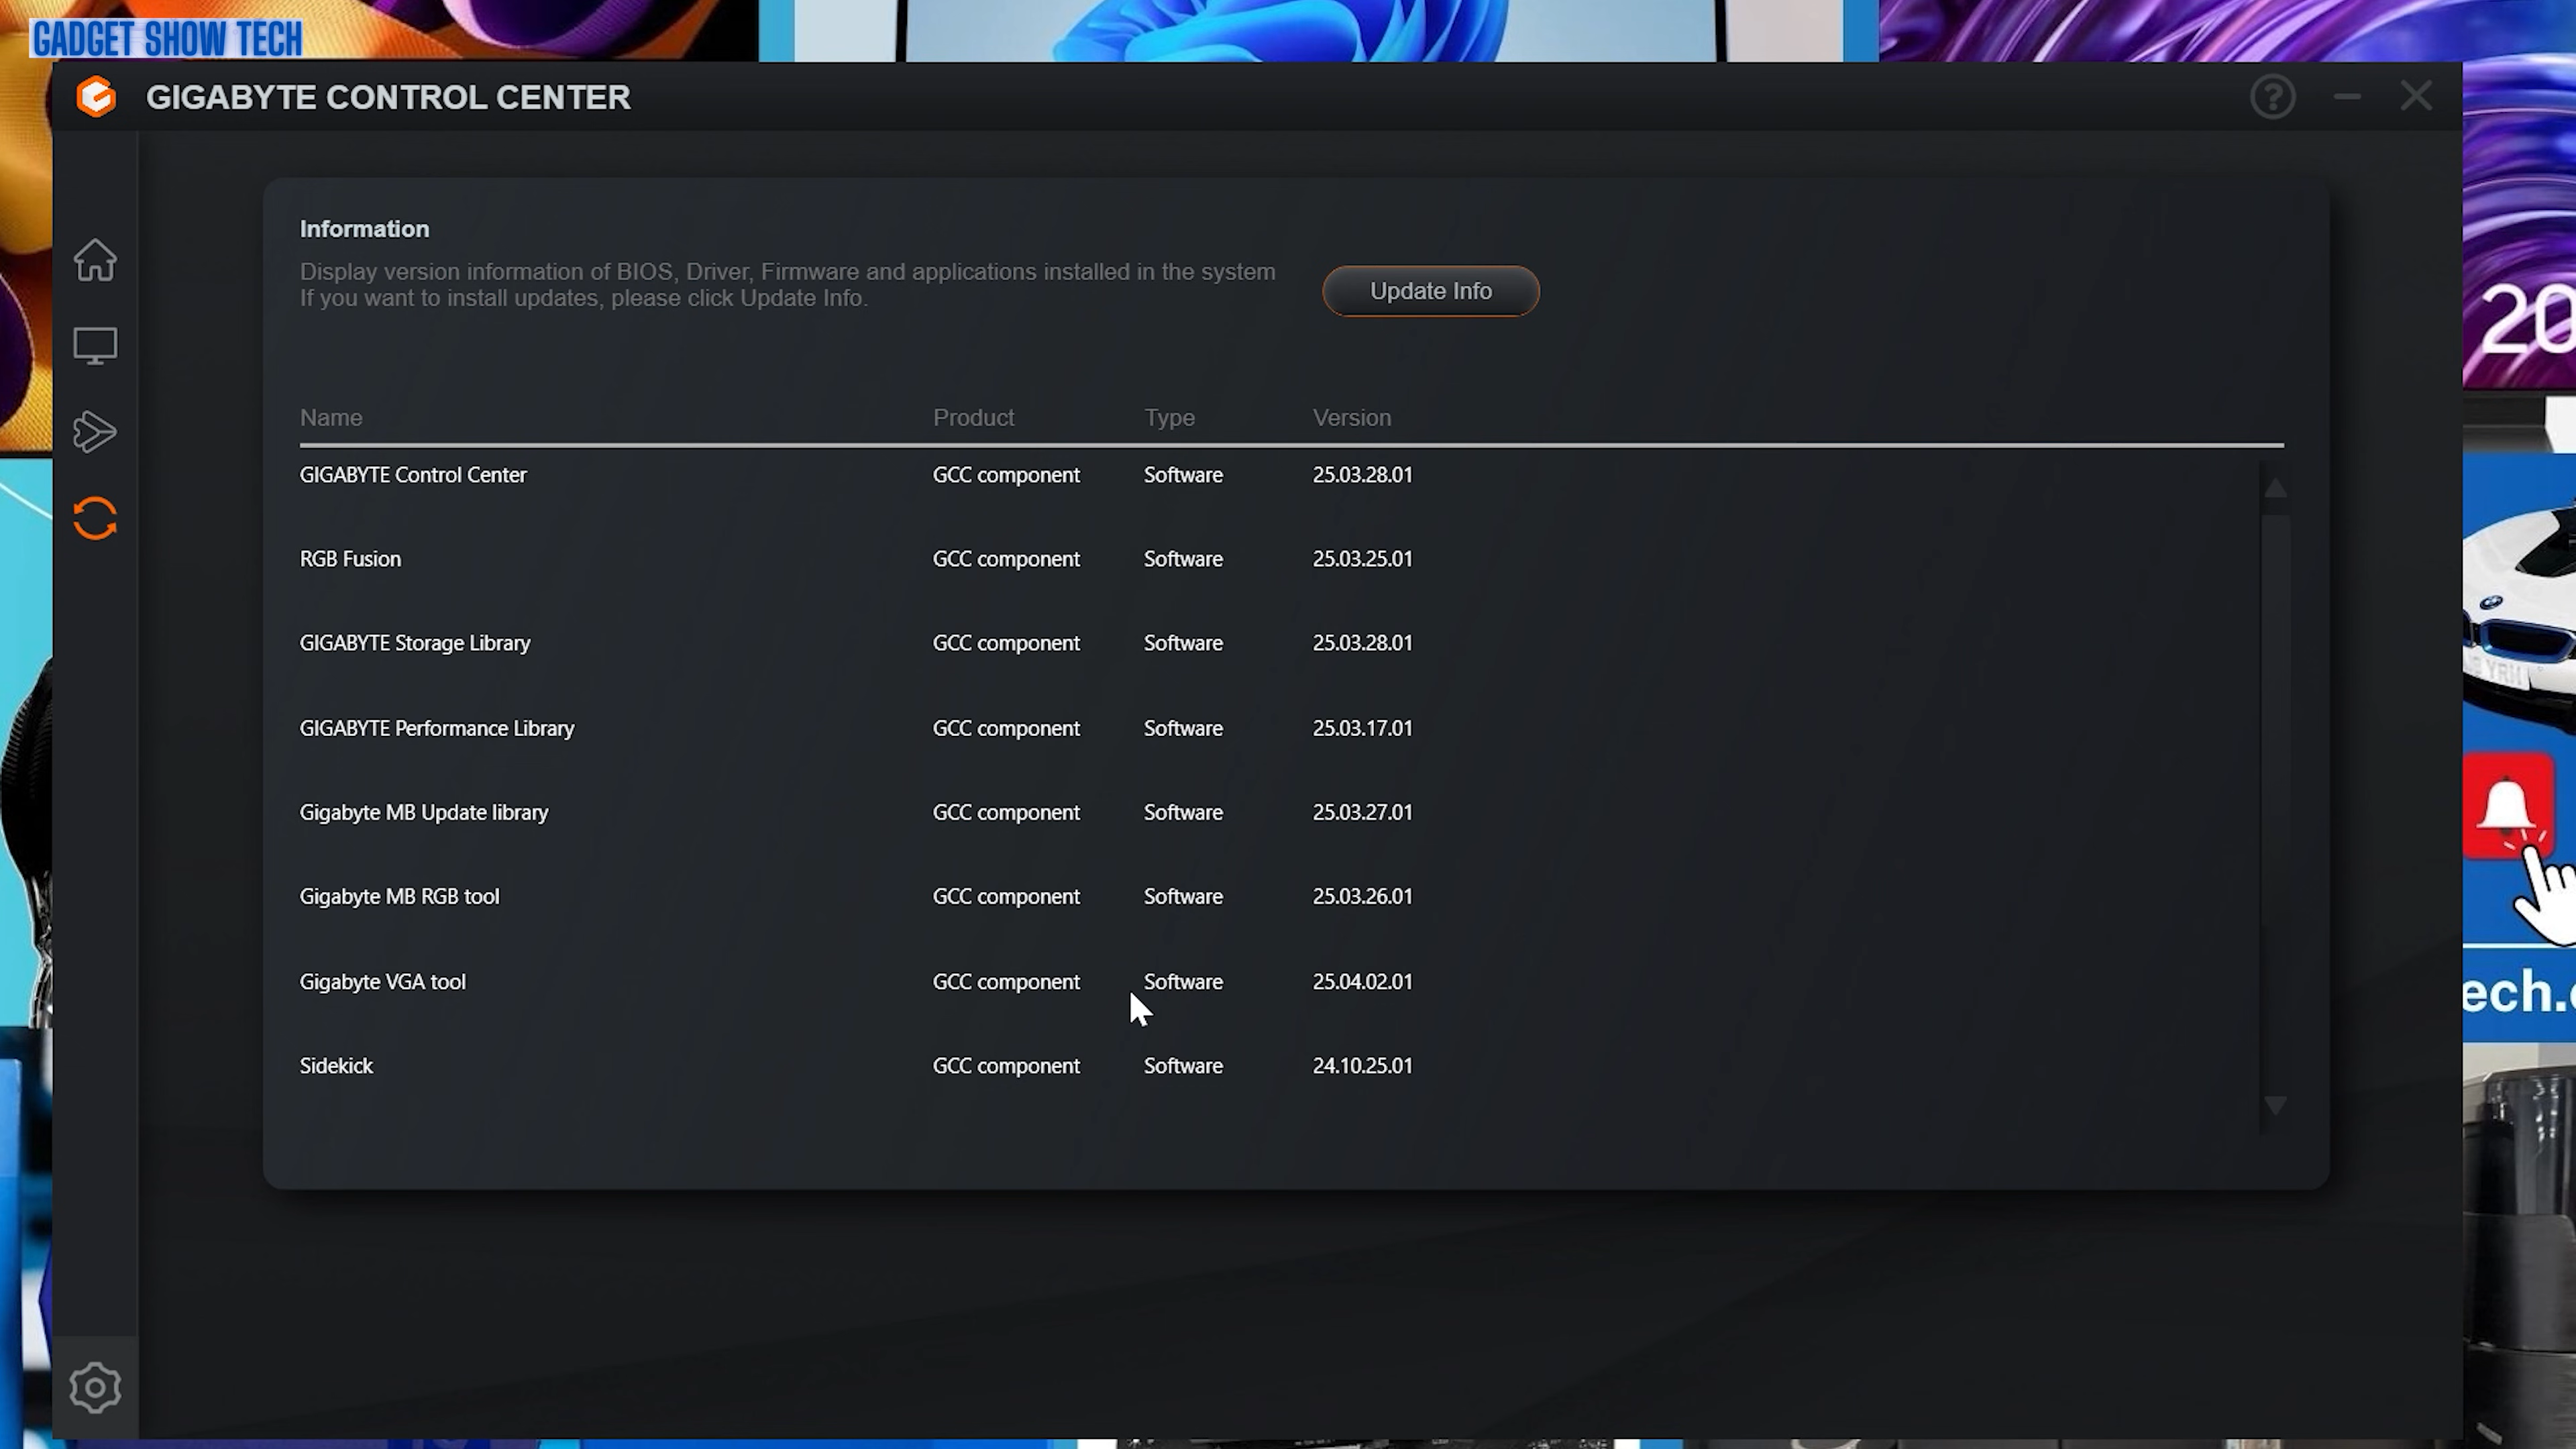 GADGET SHOW TECH
GIGABYTE CONTROL CENTER
Information
Display version information of BIOS, Driver, Firmware and applications installed in the system
If you want to install updates, please click Update Info.
Update Info
Name Product Type Version
GIGABYTE Control Center GCC component Software 25.03.28.01
RGB Fusion GCC component Software 25.03.25.01
GIGABYTE Storage Library GCC component Software 25.03.28.01
GIGABYTE Performance Library GCC component Software 25.03.17.01
Gigabyte MB Update library GCC component Software 25.03.27.01
Gigabyte MB RGB tool GCC component Software 25.03.26.01
Gigabyte VGA tool GCC component Software 25.04.02.01
Sidekick GCC component Software 24.10.25.01
20
ech.